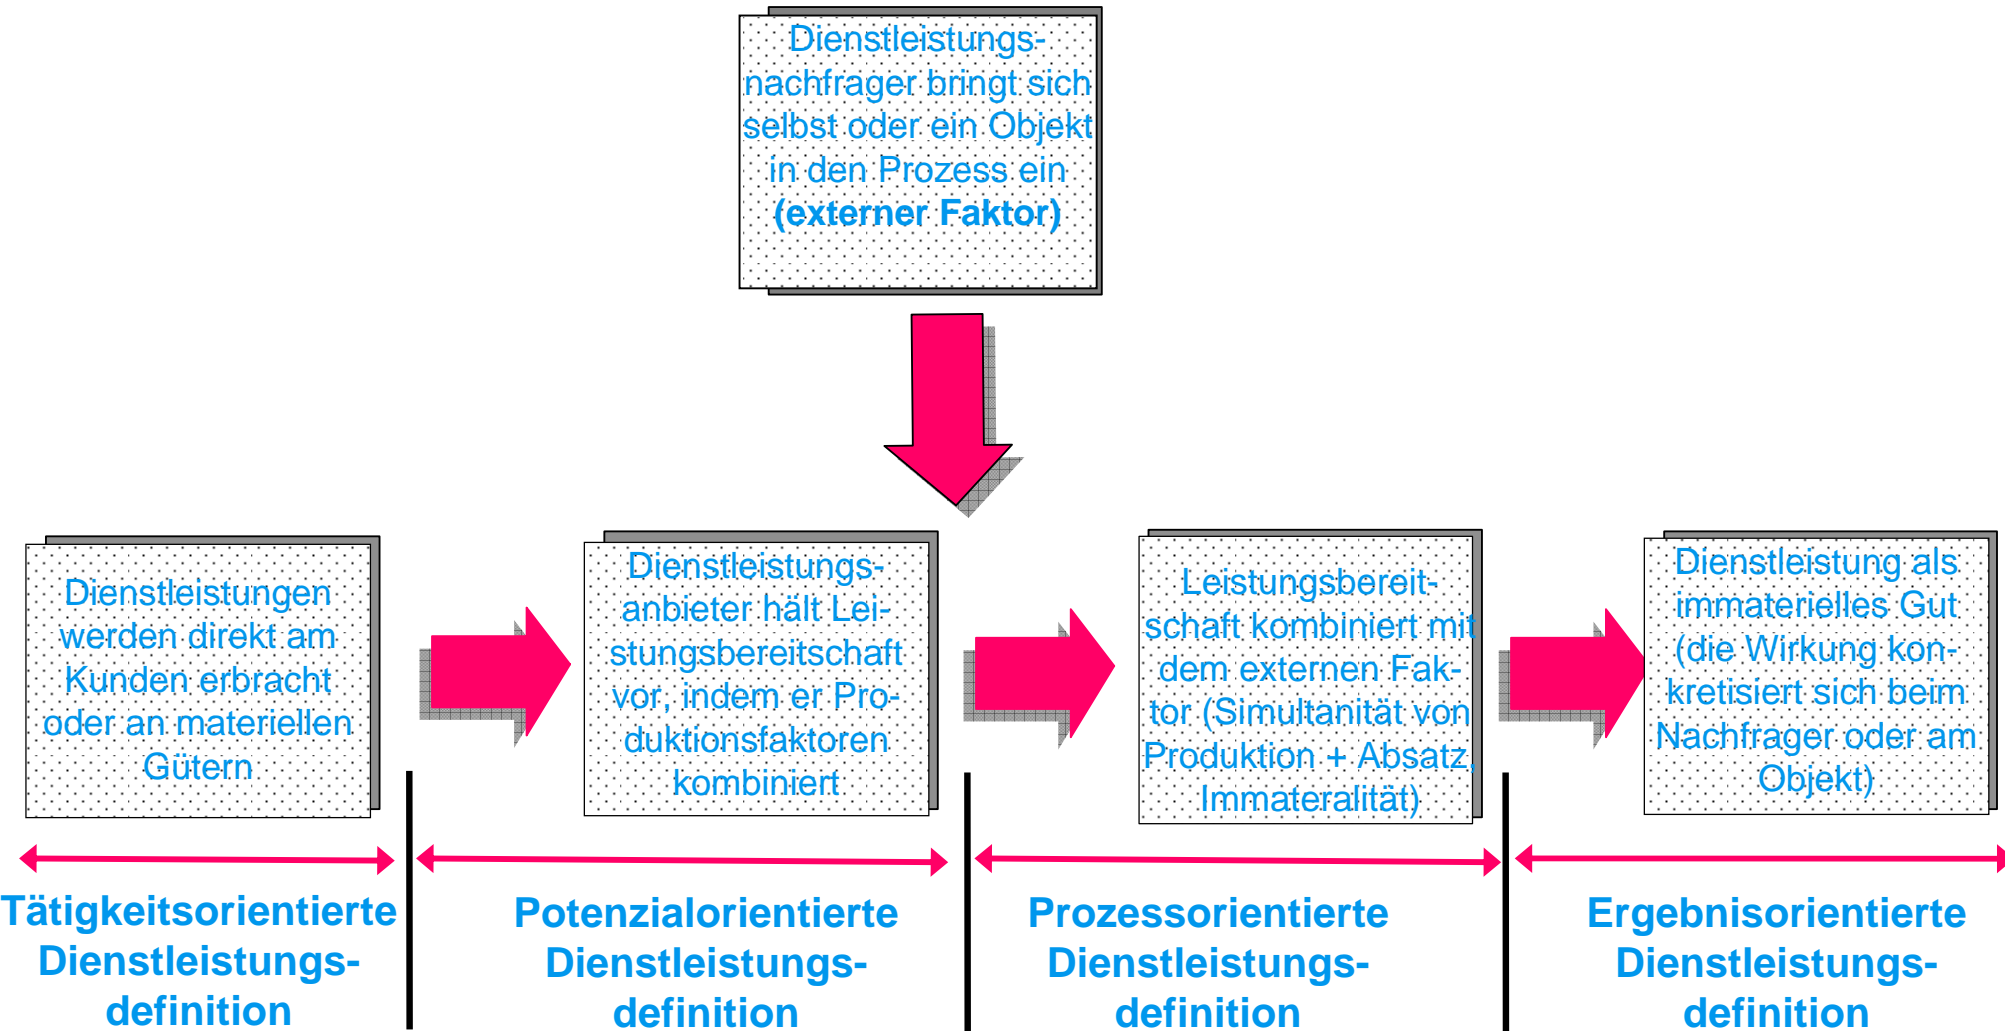 Dienstleistungs-
nachfrager bringt sich
selbst oder ein Objekt
in den Prozess ein
(externer Faktor)
Dienstleistungen
werden direkt am
Kunden erbracht
oder an materiellen
Gütern
Dienstleistungs-
anbieter hält Lei-
stungsbereitschaft
vor, indem er Pro-
duktionsfaktoren
kombiniert
Leistungsbereit-
schaft kombiniert mit
dem externen Fak-
tor (Simultanität von
Produktion + Absatz,
Immateralität)
Dienstleistung als
immaterielles Gut
(die Wirkung kon-
kretisiert sich beim
Nachfrager oder am
Objekt)
Tätigkeitsorientierte
Dienstleistungs-
definition
Potenzialorientierte
Dienstleistungs-
definition
Prozessorientierte
Dienstleistungs-
definition
Ergebnisorientierte
Dienstleistungs-
definition